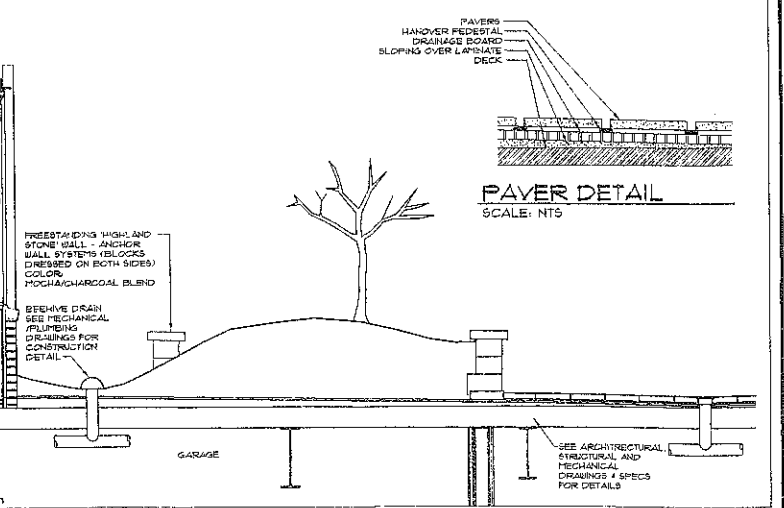 PAVERS
HANOVER PEDESTAL
DRAINAGE BOARD
SLOPING OVER LAMINATE
DECK
PAVER DETAIL
SCALE: NTS
FREESTANDING 'HIGHLAND
STONE' WALL - ANCHOR
WALL SYSTEMS (BLOCKS
DRESSED ON BOTH SIDES)
COLOR:
MOCHA/CHARCOAL BLEND
BEEHIVE DRAIN
SEE MECHANICAL
/PLUMBING
DRAWINGS FOR
CONSTRUCTION
DETAIL
GARAGE
SEE ARCHITRECTURAL,
STRUCTURAL AND
MECHANICAL
DRAWINGS & SPECS
FOR DETAILS